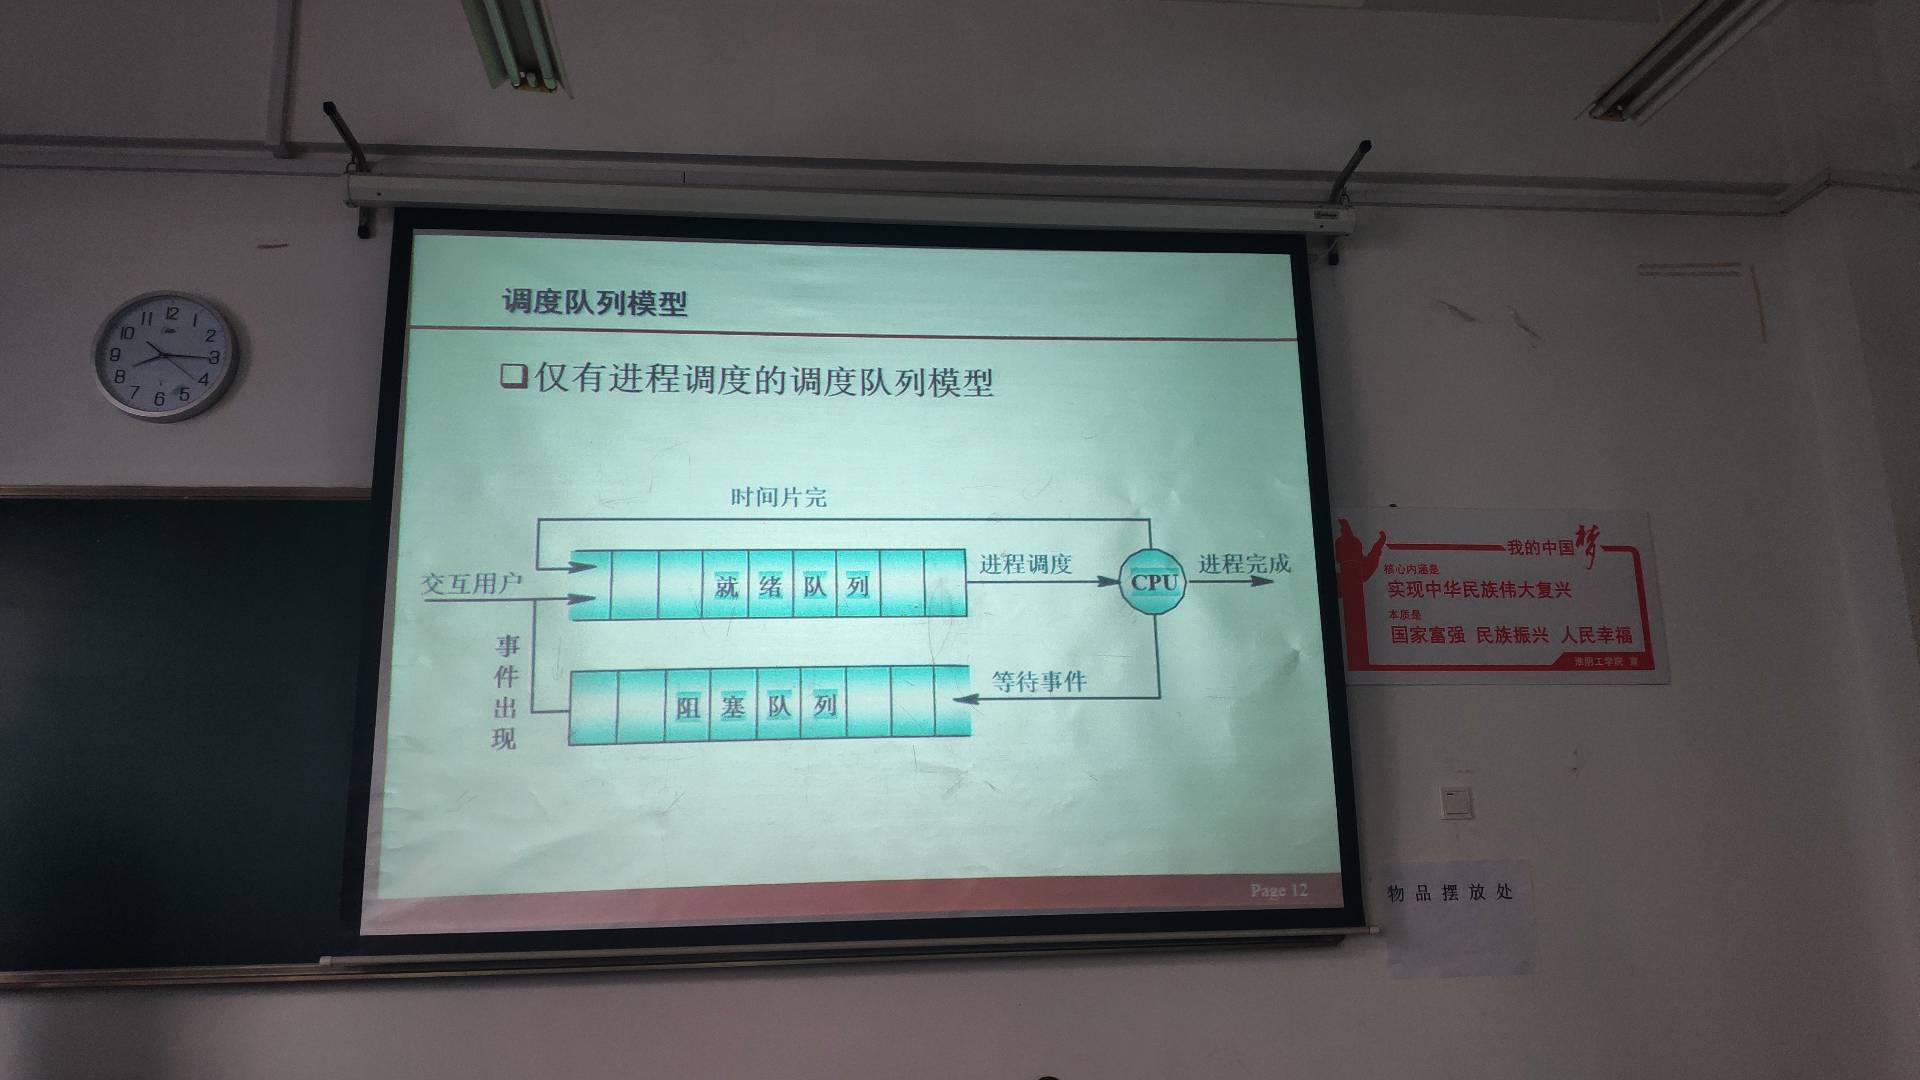 调度队列模型
仅有进程调度的调度队列模型
时间片完
交互用户
就绪队列
进程调度
CPU
进程完成
事件出现
阻塞队列
等待事件
Page 12
12
1
2
3
4
5
6
7
8
9
10
11
我的中国梦
核心内涵是
实现中华民族伟大复兴
本质是
国家富强 民族振兴 人民幸福
淮阴工学院 宣
物品摆放处